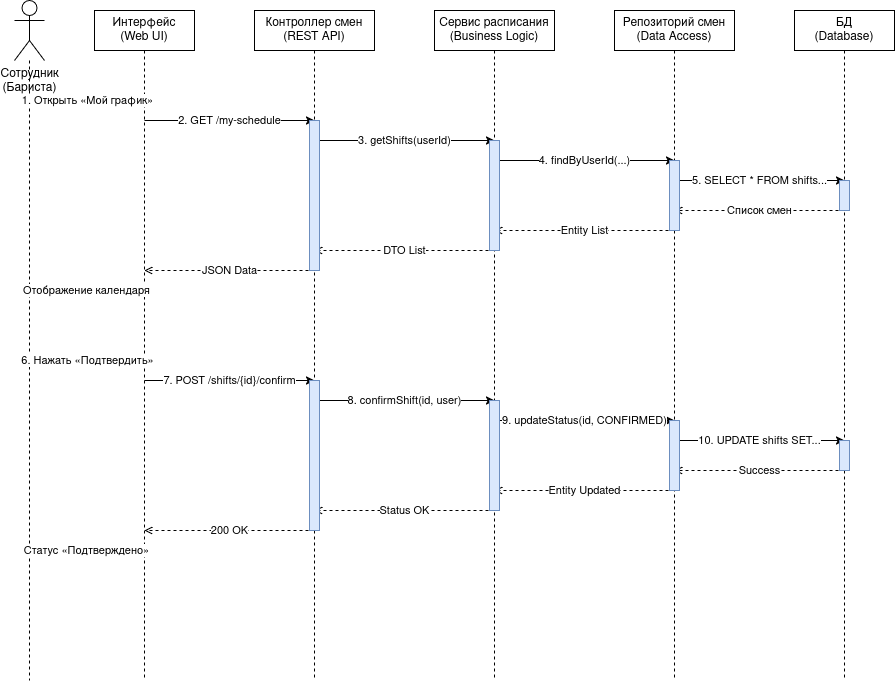 Интерфейс
(Web UI)
Контроллер смен
(REST API)
Сервис расписания
(Business Logic)
Репозиторий смен
(Data Access)
БД
(Database)
Сотрудник
(Бариста)
1. Открыть «Мой график»
2. GET /my-schedule
3. getShifts(userId)
4. findByUserId(...)
5. SELECT * FROM shifts...
Список смен
Entity List
DTO List
JSON Data
Отображение календаря
6. Нажать «Подтвердить»
7. POST /shifts/{id}/confirm
8. confirmShift(id, user)
9. updateStatus(id, CONFIRMED)
10. UPDATE shifts SET...
Success
Entity Updated
Status OK
200 OK
Статус «Подтверждено»